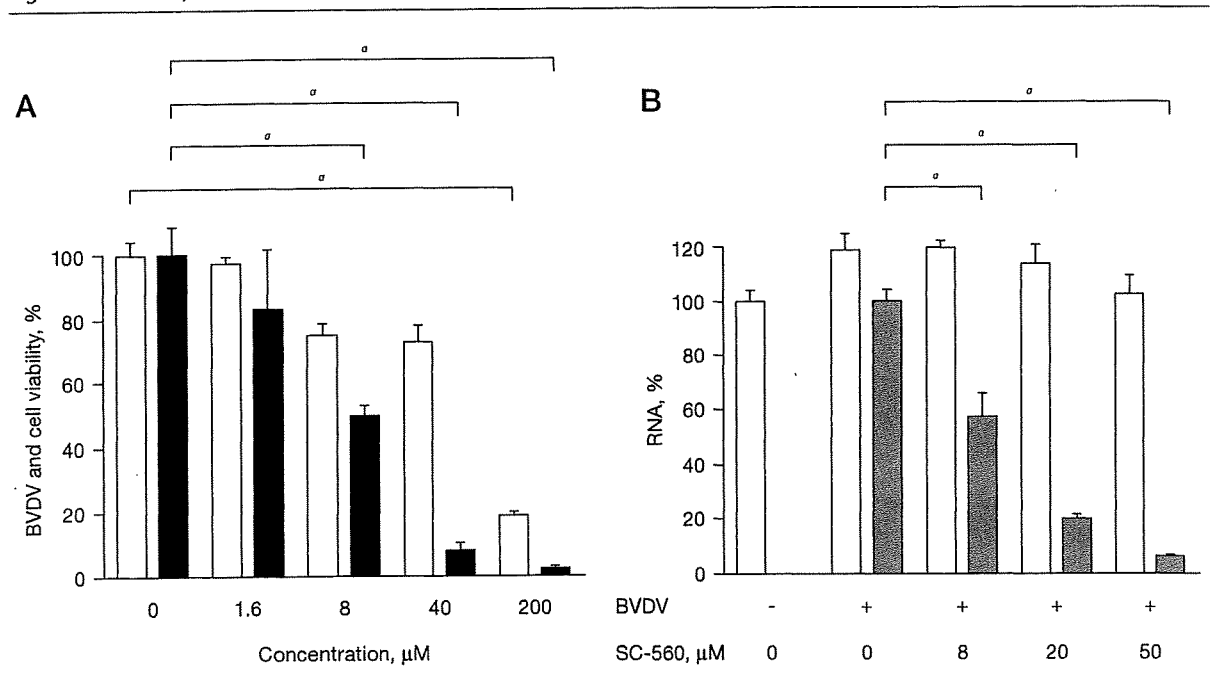 A
B
a
a
a
a
a
a
a
BVDV and cell viability, %
100
80
60
40
20
0
0 1.6 8 40 200
Concentration, μM
RNA, %
120
100
80
60
40
20
0
BVDV - + + + +
SC-560, μM 0 0 8 20 50